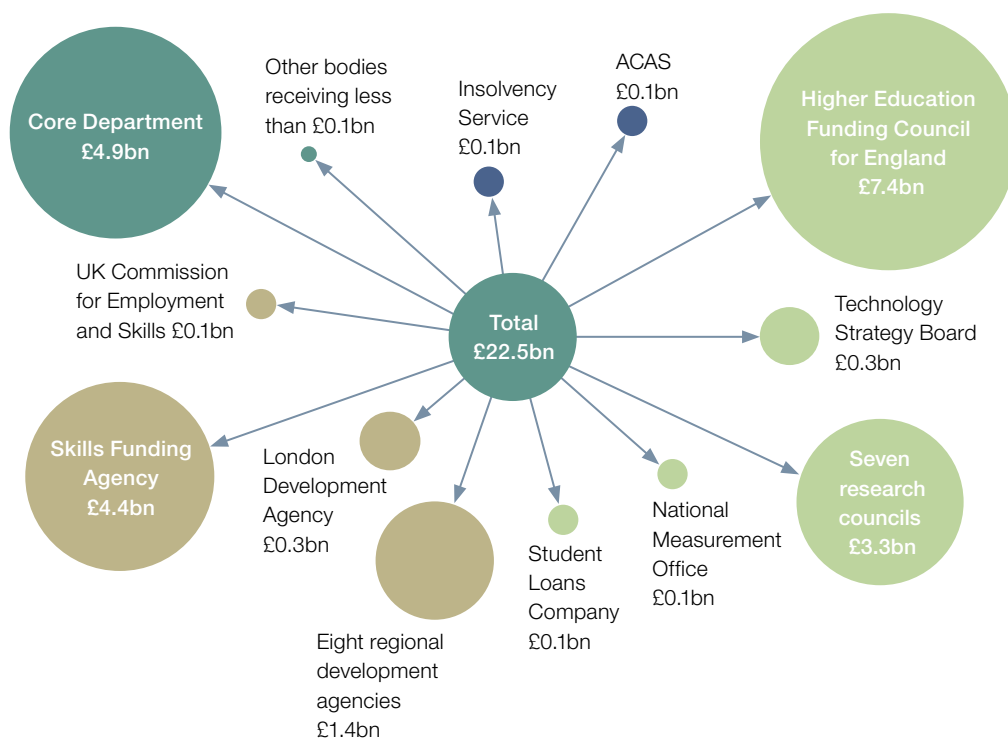 Core Department
£4.9bn
Other bodies
receiving less
than £0.1bn
Insolvency
Service
£0.1bn
ACAS
£0.1bn
Higher Education
Funding Council
for England
£7.4bn
UK Commission
for Employment
and Skills £0.1bn
Total
£22.5bn
Technology
Strategy Board
£0.3bn
Skills Funding
Agency
£4.4bn
London
Development
Agency
£0.3bn
Eight regional
development
agencies
£1.4bn
Student
Loans
Company
£0.1bn
National
Measurement
Office
£0.1bn
Seven
research
councils
£3.3bn